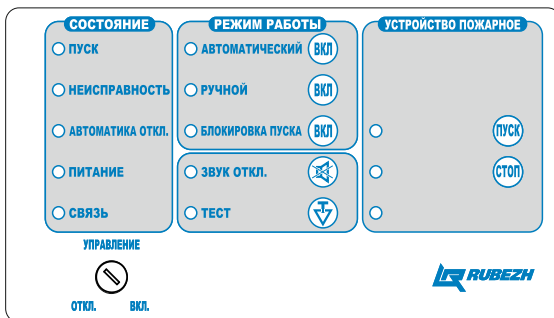 СОСТОЯНИЕ
ПУСК
НЕИСПРАВНОСТЬ
АВТОМАТИКА ОТКЛ.
ПИТАНИЕ
СВЯЗЬ
РЕЖИМ РАБОТЫ
АВТОМАТИЧЕСКИЙ ВКЛ
РУЧНОЙ ВКЛ
БЛОКИРОВКА ПУСКА ВКЛ
ЗВУК ОТКЛ.
ТЕСТ
УСТРОЙСТВО ПОЖАРНОЕ
ПУСК
СТОП
УПРАВЛЕНИЕ
ОТКЛ. ВКЛ.
RUBEZH